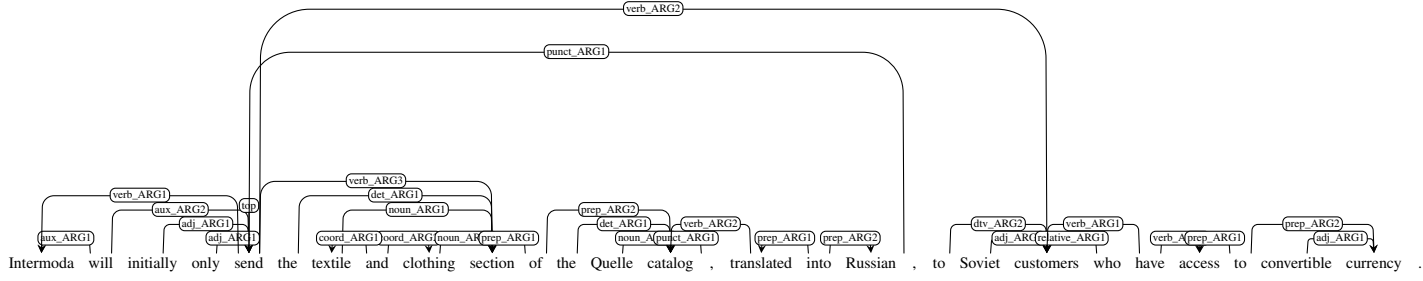 verb_ARG2
punct_ARG1
verb_ARG3
verb_ARG1 det_ARG1
aux_ARG2 top noun_ARG1 prep_ARG2
adj_ARG1 det_ARG1 verb_ARG2 dtv_ARG2 verb_ARG1 prep_ARG2
aux_ARG1 adj_ARG1 coord_ARG1 prep_ARG1 punct_ARG1 prep_ARG1 prep_ARG2 relative_ARG1 prep_ARG1 adj_ARG1
Intermoda will initially only send the textile and clothing section of the Quelle catalog , translated into Russian , to Soviet customers who have access to convertible currency .